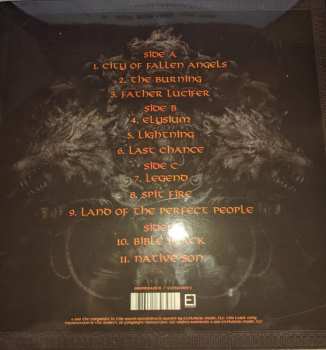 SIDE A
1. CITY OF FALLEN ANGELS
2. THE BURNING
3. FATHER LUCIFER
SIDE B
4. ELYSIUM
5. LIGHTNING
6. LAST CHANCE
SIDE C
7. LEGEND
8. SPIT FIRE
9. LAND OF THE PERFECT PEOPLE
SIDE
10. BIBLE BLACK
11. NATIVE SON